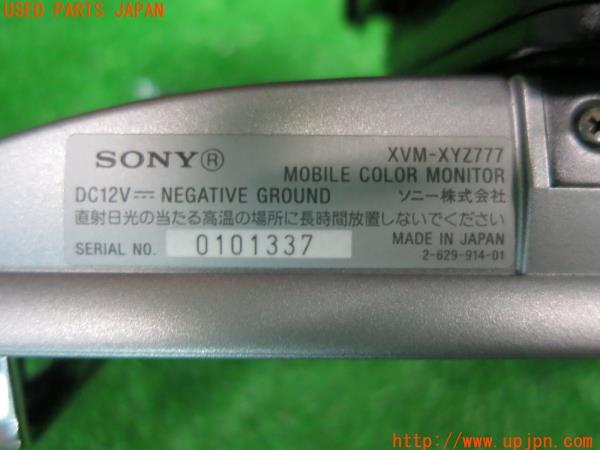 USED PARTS JAPAN
SONY®
XVM-XYZ777
MOBILE COLOR MONITOR
DC12V⎓ NEGATIVE GROUND
ソニー株式会社
直射日光の当たる高温の場所に長時間放置しないでください
SERIAL NO. 0101337
MADE IN JAPAN
2-629-914-01
http://www.upjpn.com